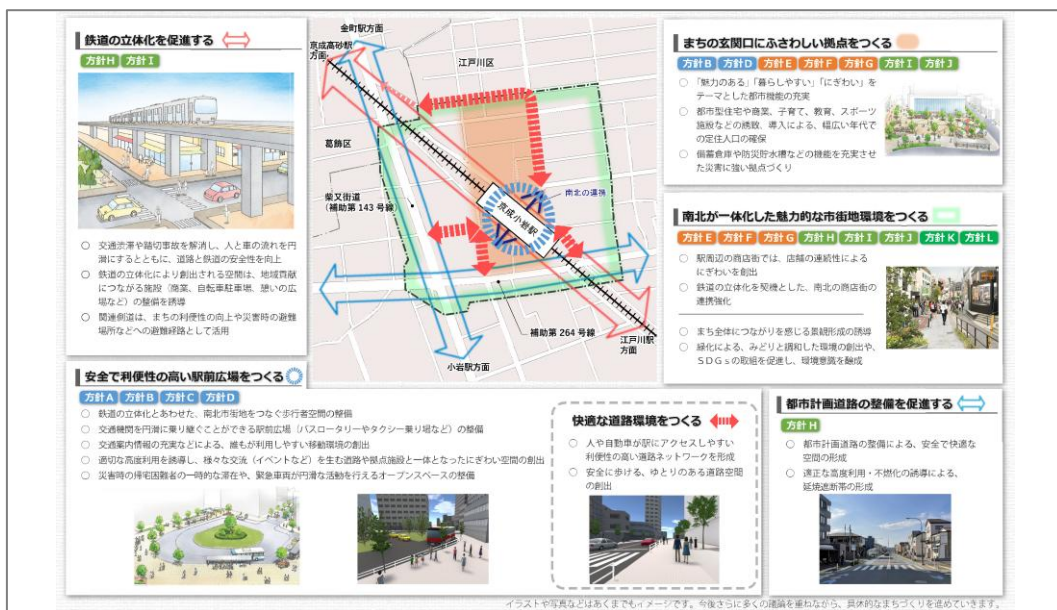 鉄道の立体化を促進する
方針H 方針I
○ 交通渋滞や踏切事故を解消し、人と車の流れを円
滑にするとともに、道路と鉄道の安全性を向上
○ 鉄道の立体化により創出される空間は、地域貢献
につながる施設（商業、自転車駐車場、憩いの広
場など）の整備を誘導
○ 関連側道は、まちの利便性の向上や災害時の避難
場所などへの避難経路として活用
金町駅方面
京成高砂駅
方面
江戸川区
葛飾区
柴又街道
（補助第143号線）
南北の連携
京成小岩駅
補助第264号線
江戸川駅
方面
小岩駅方面
まちの玄関口にふさわしい拠点をつくる
方針B 方針D 方針E 方針F 方針G 方針I 方針J
○ 「魅力のある」「暮らしやすい」「にぎわい」を
テーマとした都市機能の充実
○ 都市型住宅や商業、子育て、教育、スポーツ
施設などの誘致、導入による、幅広い年代で
の定住人口の確保
○ 備蓄倉庫や防災貯水槽などの機能を充実させ
た災害に強い拠点づくり
南北が一体化した魅力的な市街地環境をつくる
方針E 方針F 方針G 方針H 方針I 方針J 方針K 方針L
○ 駅周辺の商店街では、店舗の連続性による
にぎわいを創出
○ 鉄道の立体化を契機とした、南北の商店街の
連携強化
○ まち全体につながりを感じる景観形成の誘導
○ 緑化による、みどりと調和した環境の創出や、
SDGsの取組を促進し、環境意識を醸成
安全で利便性の高い駅前広場をつくる
方針A 方針B 方針C 方針D
○ 鉄道の立体化とあわせた、南北市街地をつなぐ歩行者空間の整備
○ 交通機関を円滑に乗り継ぐことができる駅前広場（バスロータリーやタクシー乗り場など）の整備
○ 交通案内情報の充実などによる、誰もが利用しやすい移動環境の創出
○ 適切な高度利用を誘導し、様々な交流（イベントなど）を生む道路や拠点施設と一体となったにぎわい空間の創出
○ 災害時の帰宅困難者の一時的な滞在や、緊急車両が円滑な活動を行えるオープンスペースの整備
快適な道路環境をつくる
○ 人や自動車が駅にアクセスしやすい
利便性の高い道路ネットワークを形成
○ 安全に歩ける、ゆとりのある道路空間
の創出
都市計画道路の整備を促進する
方針H
○ 都市計画道路の整備による、安全で快適な
空間の形成
○ 適正な高度利用・不燃化の誘導による、
延焼遮断帯の形成
イラストや写真などはあくまでもイメージです。今後さらに多くの議論を重ねながら、具体的なまちづくりを進めていきます。